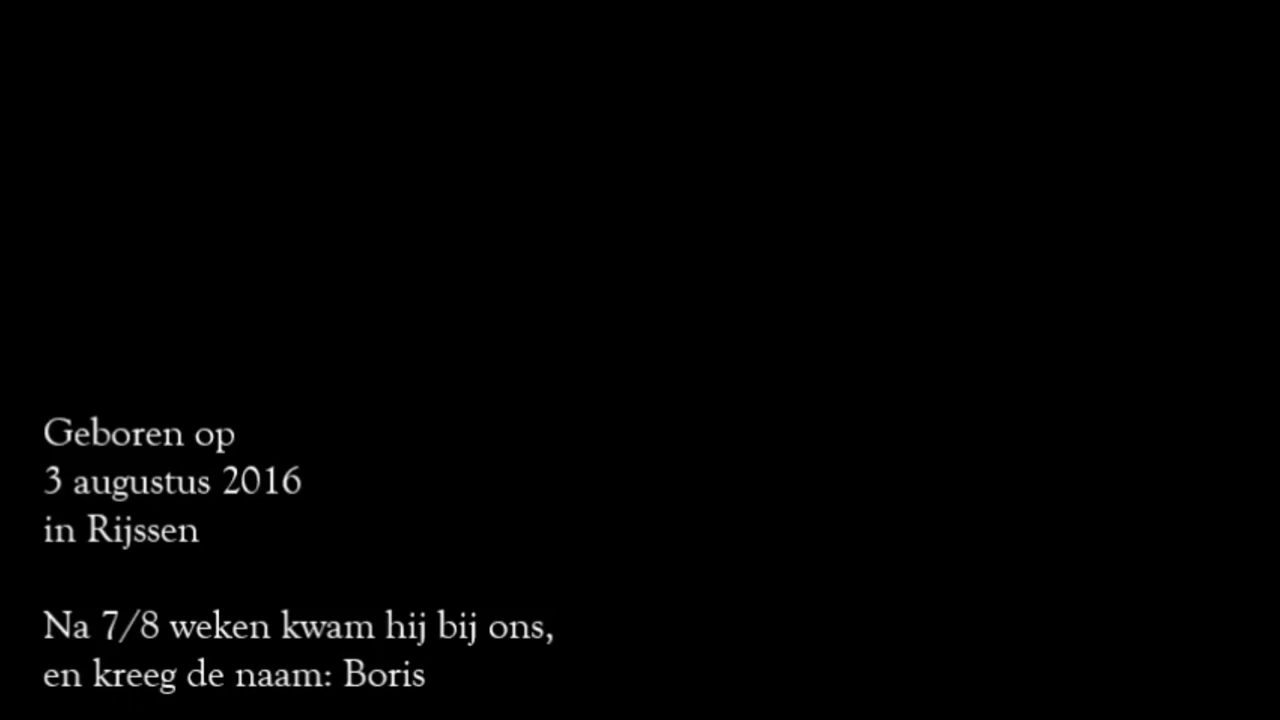 Geboren op
3 augustus 2016
in Rijssen
Na 7/8 weken kwam hij bij ons,
en kreeg de naam: Boris